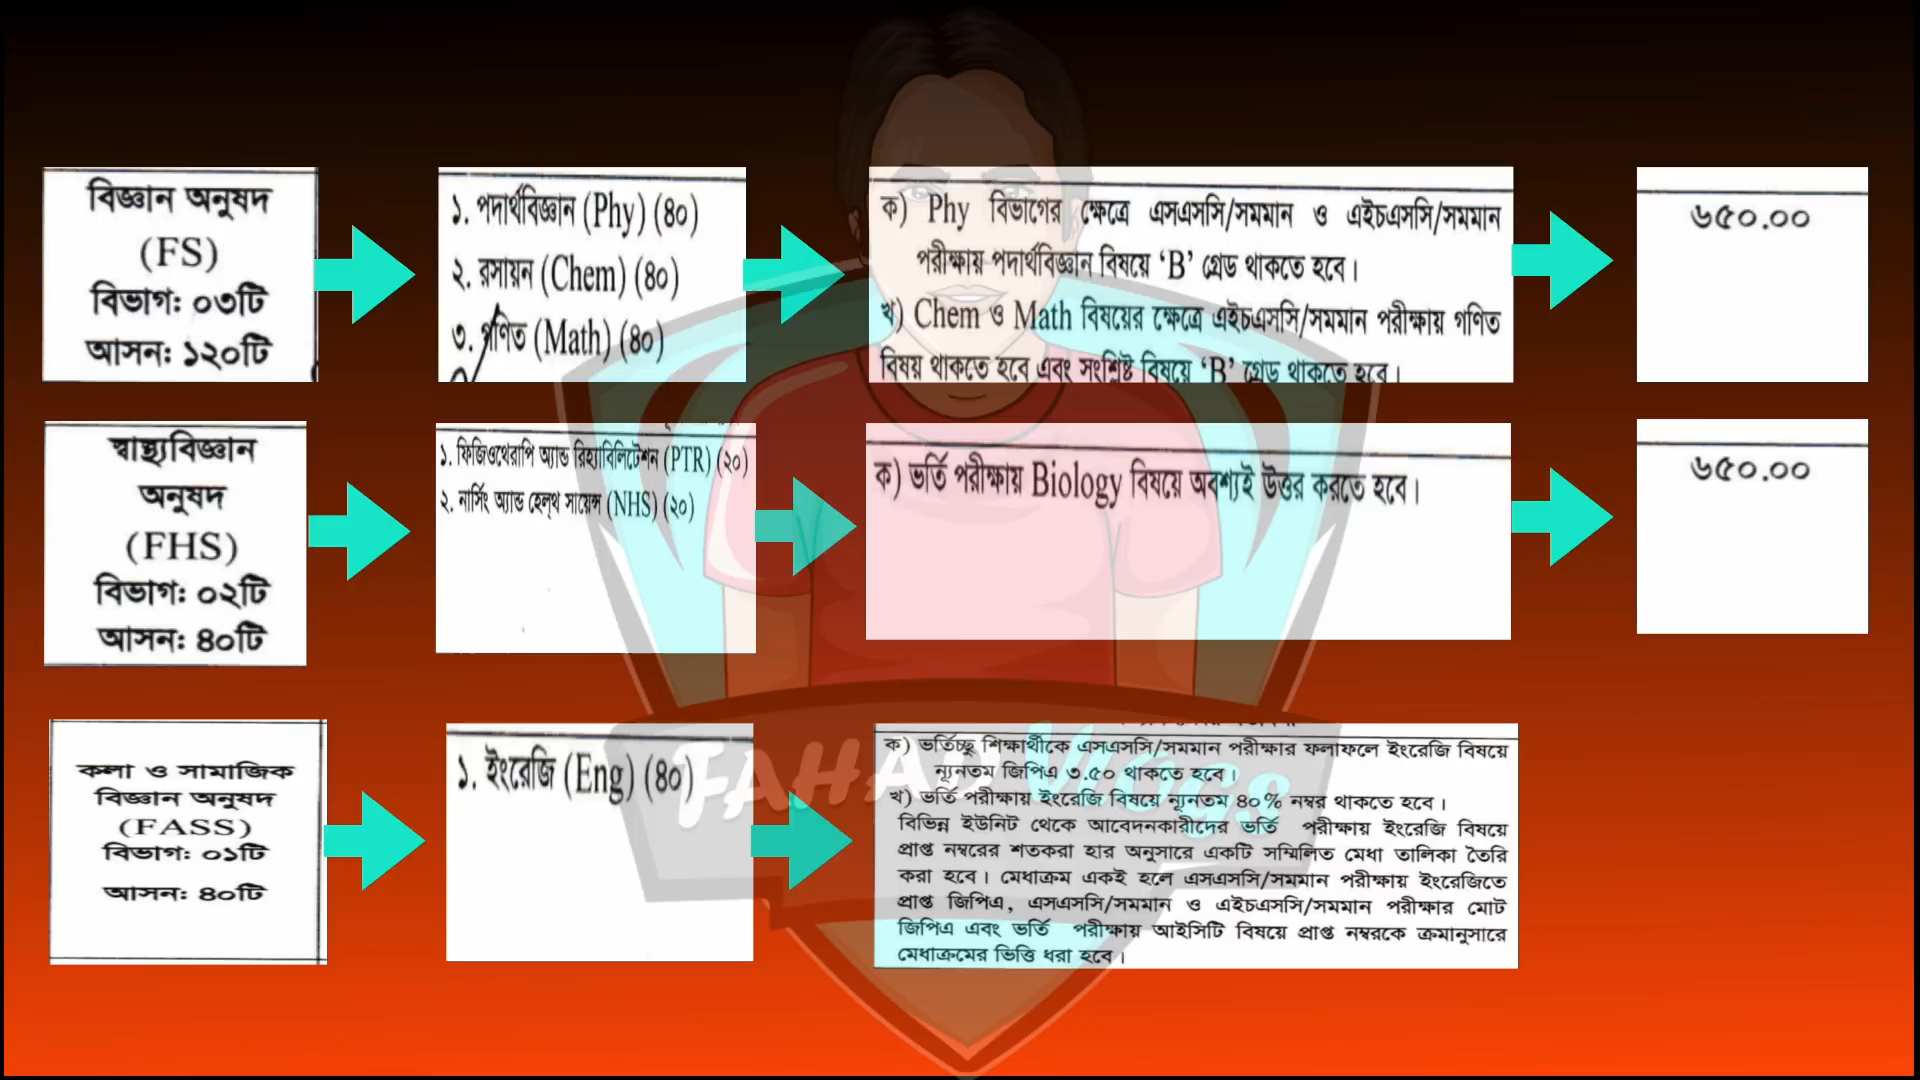 বিজ্ঞান অনুষদ
(FS)
বিভাগ: ০৩টি
আসন: ১২০টি
১. পদার্থবিজ্ঞান (Phy) (৪০)
২. রসায়ন (Chem) (৪০)
৩. গণিত (Math) (৪০)
ক) Phy বিভাগের ক্ষেত্রে এসএসসি/সমমান ও এইচএসসি/সমমান
পরীক্ষায় পদার্থবিজ্ঞান বিষয়ে ‘B’ গ্রেড থাকতে হবে।
খ) Chem ও Math বিষয়ের ক্ষেত্রে এইচএসসি/সমমান পরীক্ষায় গণিত
বিষয় থাকতে হবে এবং সংশ্লিষ্ট বিষয়ে ‘B’ গ্রেড থাকতে হবে।
৬৫০.০০
স্বাস্থ্যবিজ্ঞান
অনুষদ
(FHS)
বিভাগ: ০২টি
আসন: ৪০টি
১. ফিজিওথেরাপি অ্যান্ড রিহ্যাবিলিটেশন (PTR) (২০)
২. নার্সিং অ্যান্ড হেল্‌থ সায়েন্স (NHS) (২০)
ক) ভর্তি পরীক্ষায় Biology বিষয়ে অবশ্যই উত্তর করতে হবে।
৬৫০.০০
কলা ও সামাজিক
বিজ্ঞান অনুষদ
(FASS)
বিভাগ: ০১টি
আসন: ৪০টি
১. ইংরেজি (Eng) (৪০)
ক) ভর্তিচ্ছু শিক্ষার্থীকে এসএসসি/সমমান পরীক্ষার ফলাফলে ইংরেজি বিষয়ে
ন্যূনতম জিপিএ ৩.৫০ থাকতে হবে।
খ) ভর্তি পরীক্ষায় ইংরেজি বিষয়ে ন্যূনতম ৪০% নম্বর থাকতে হবে।
বিভিন্ন ইউনিট থেকে আবেদনকারীদের ভর্তি পরীক্ষায় ইংরেজি বিষয়ে
প্রাপ্ত নম্বরের শতকরা হার অনুসারে একটি সম্মিলিত মেধা তালিকা তৈরি
করা হবে। মেধাক্রম একই হলে এসএসসি/সমমান পরীক্ষায় ইংরেজিতে
প্রাপ্ত জিপিএ, এসএসসি/সমমান ও এইচএসসি/সমমান পরীক্ষার মোট
জিপিএ এবং ভর্তি পরীক্ষায় আইসিটি বিষয়ে প্রাপ্ত নম্বরকে ক্রমানুসারে
মেধাক্রমের ভিত্তি ধরা হবে।
FAHAD VLOGS